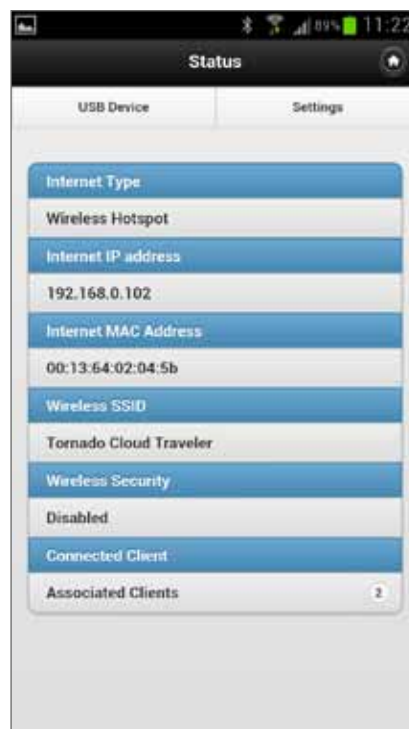 89% 11:22
Status
USB Device Settings
Internet Type
Wireless Hotspot
Internet IP address
192.168.0.102
Internet MAC Address
00:13:64:02:04:5b
Wireless SSID
Tornado Cloud Traveler
Wireless Security
Disabled
Connected Client
Associated Clients 2